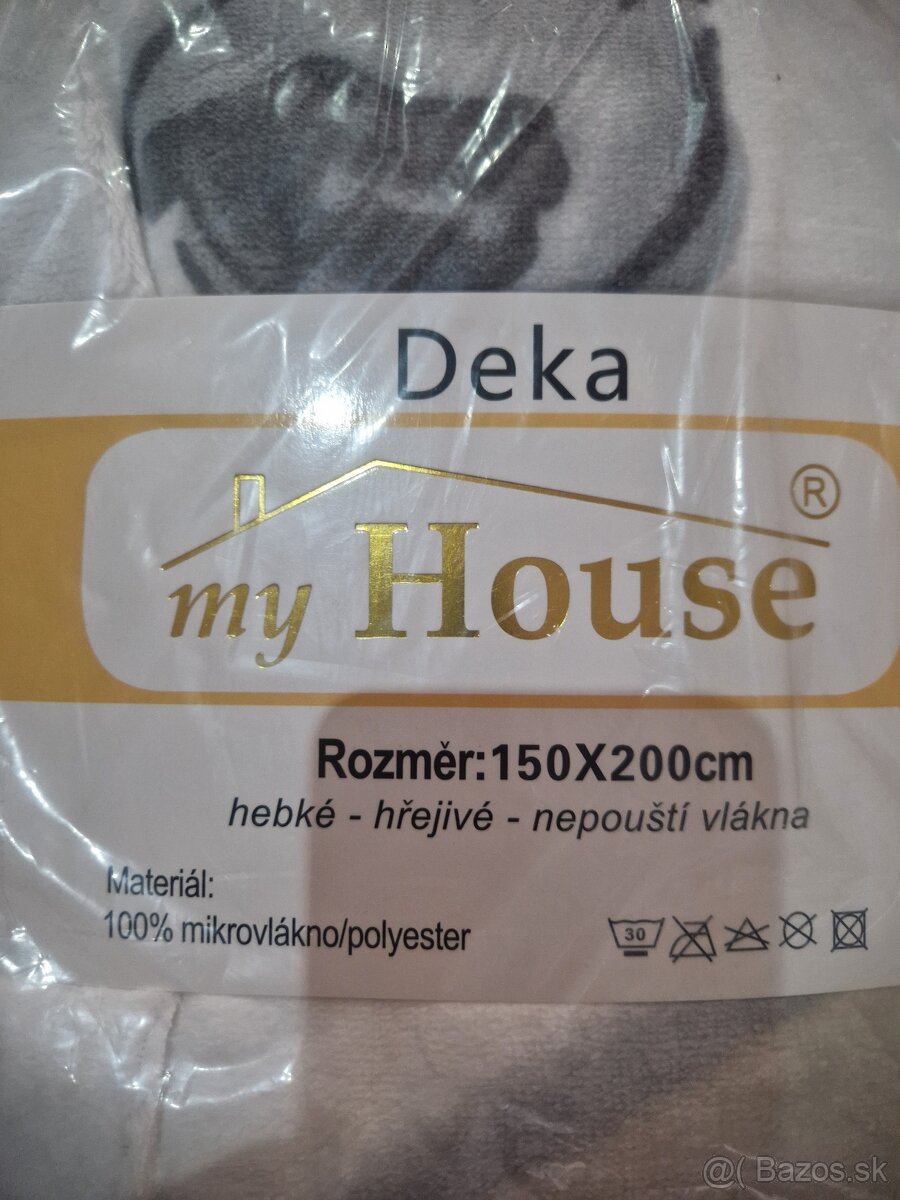 Deka
my House ®
Rozměr:150X200cm
hebké - hřejivé - nepouští vlákna
Materiál:
100% mikrovlákno/polyester
30
@( Bazos.sk